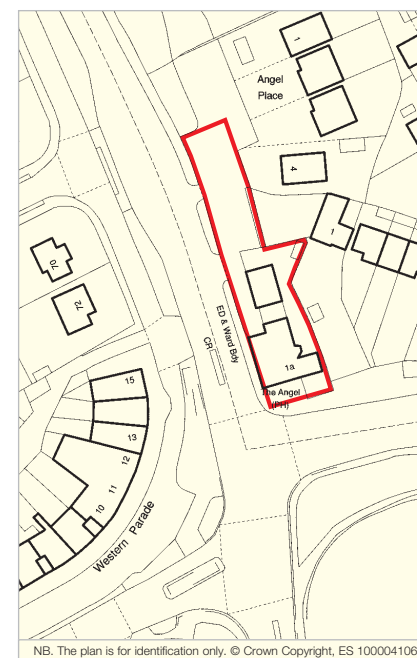 1
Angel
Place
4
1
70
72
ED & Ward Bdy
CR
1a
The Angel
(PH)
15
13
12
11
10
Western Parade
NB. The plan is for identification only. © Crown Copyright, ES 100004106